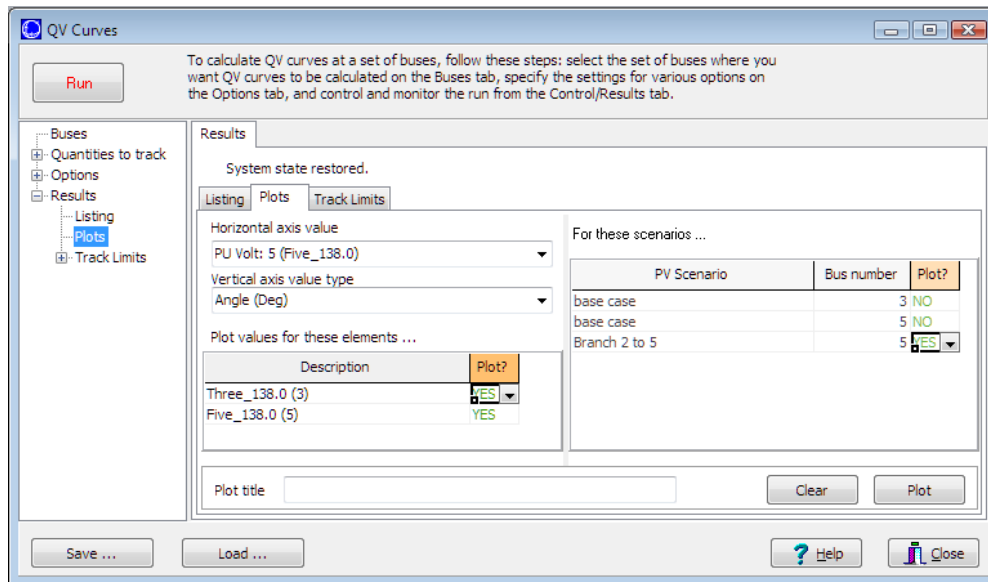 QV Curves
Run
To calculate QV curves at a set of buses, follow these steps: select the set of buses where you
want QV curves to be calculated on the Buses tab, specify the settings for various options on
the Options tab, and control and monitor the run from the Control/Results tab.
Buses
Quantities to track
Options
Results
Listing
Plots
Track Limits
Results
System state restored.
Listing Plots Track Limits
Horizontal axis value
PU Volt: 5 (Five_138.0)
Vertical axis value type
Angle (Deg)
Plot values for these elements ...
Description Plot?
Three_138.0 (3) YES
Five_138.0 (5) YES
For these scenarios ...
PV Scenario Bus number Plot?
base case 3 NO
base case 5 NO
Branch 2 to 5 5 YES
Plot title
Clear Plot
Save ... Load ... Help Close